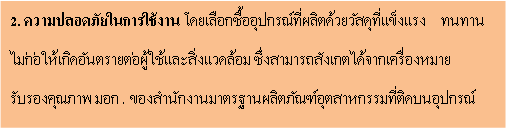 2. ความปลอดภัยในการใช้งาน โดยเลือกซื้ออุปกรณ์ที่ผลิตด้วยวัสดุที่แข็งแรง ทนทาน
ไม่ก่อให้เกิดอันตรายต่อผู้ใช้และสิ่งแวดล้อม ซึ่งสามารถสังเกตได้จากเครื่องหมาย
รับรองคุณภาพ มอก . ของสำนักงานมาตรฐานผลิตภัณฑ์อุตสาหกรรมที่ติดบนอุปกรณ์